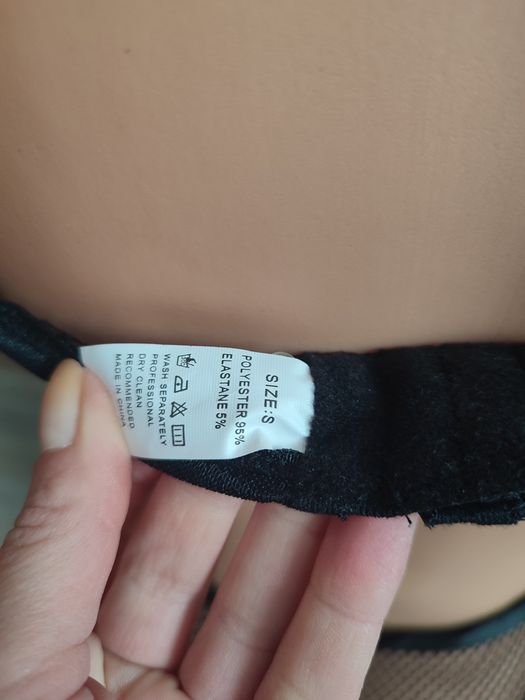 SIZE:S
POLYESTER 95%
ELASTANE 5%
WASH SEPARATELY
PROFESSIONAL
DRY CLEAN
RECOMMENDED
MADE IN CHINA